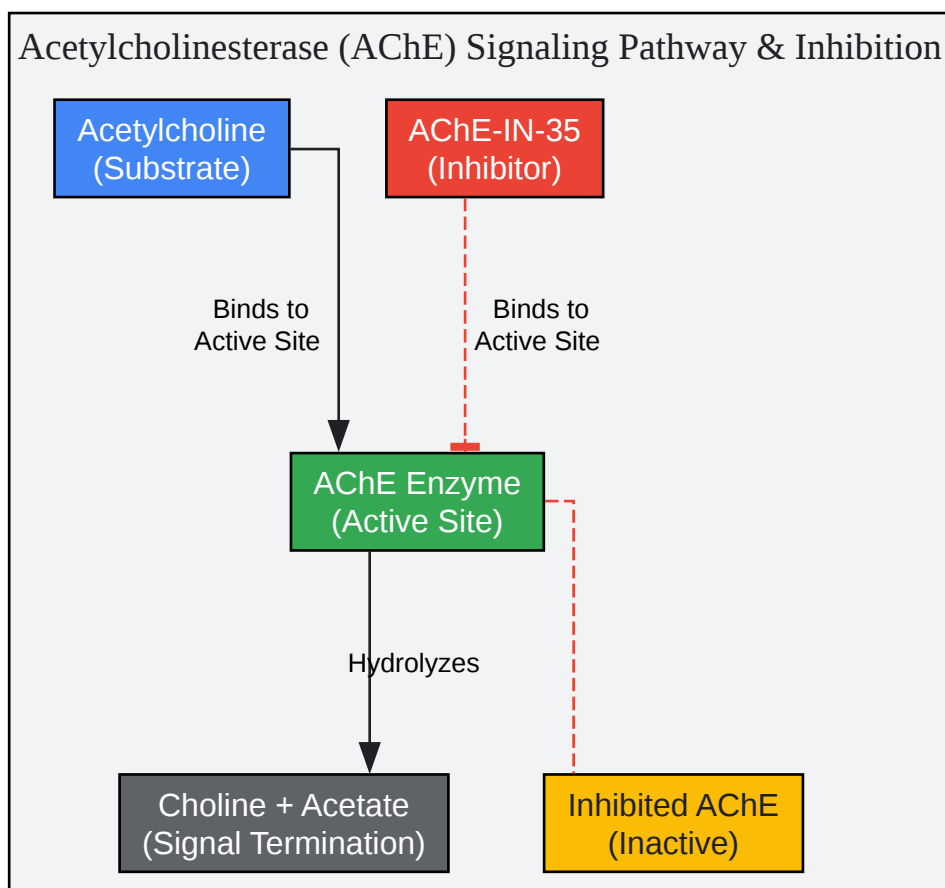 Acetylcholinesterase (AChE) Signaling Pathway & Inhibition
Acetylcholine
(Substrate)
AChE-IN-35
(Inhibitor)
Binds to
Active Site
Binds to
Active Site
AChE Enzyme
(Active Site)
Hydrolyzes
Choline + Acetate
(Signal Termination)
Inhibited AChE
(Inactive)